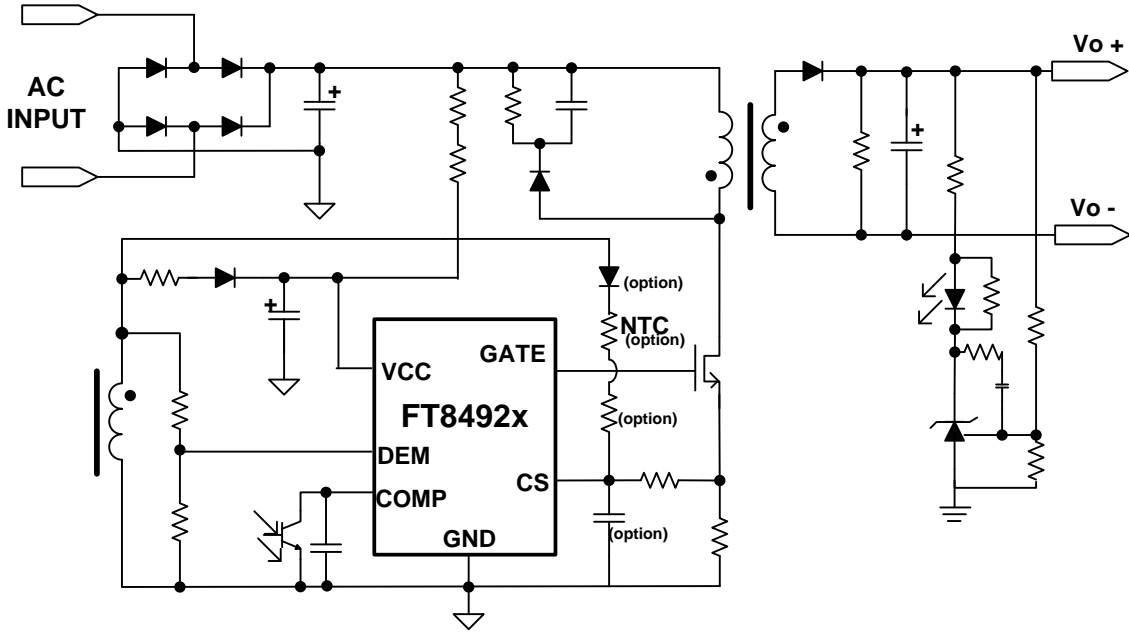 Vo +
AC
INPUT
+
+
Vo -
(option)
+
NTC
(option)
GATE
VCC
FT8492x
(option)
DEM
CS
COMP
(option)
GND